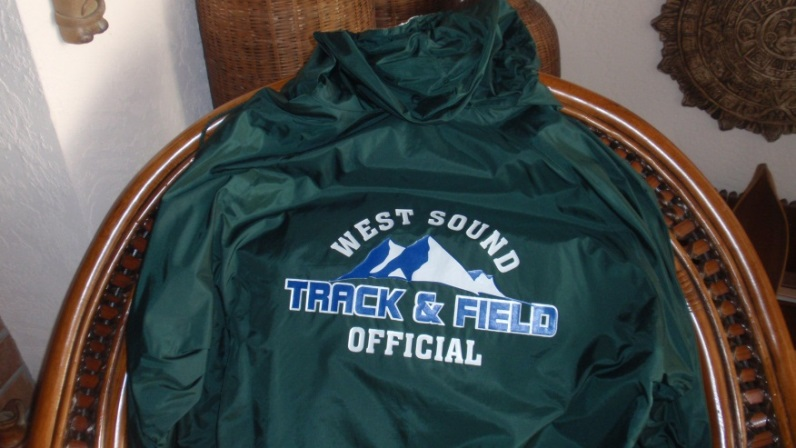 WEST SOUND
TRACK & FIELD
OFFICIAL